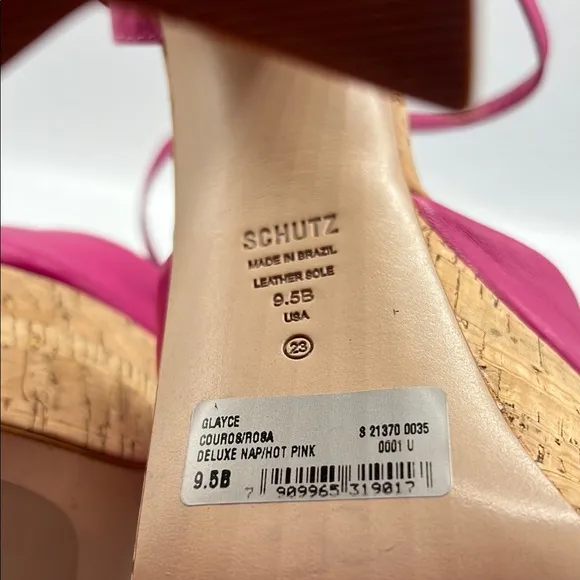 SCHUTZ
MADE IN BRAZIL
LEATHER SOLE
9.5B
USA
23
GLAYCE
COUROS/ROSA S 21370 0035
DELUXE NAP/HOT PINK 0001 U
9.5B
7 909965 319017